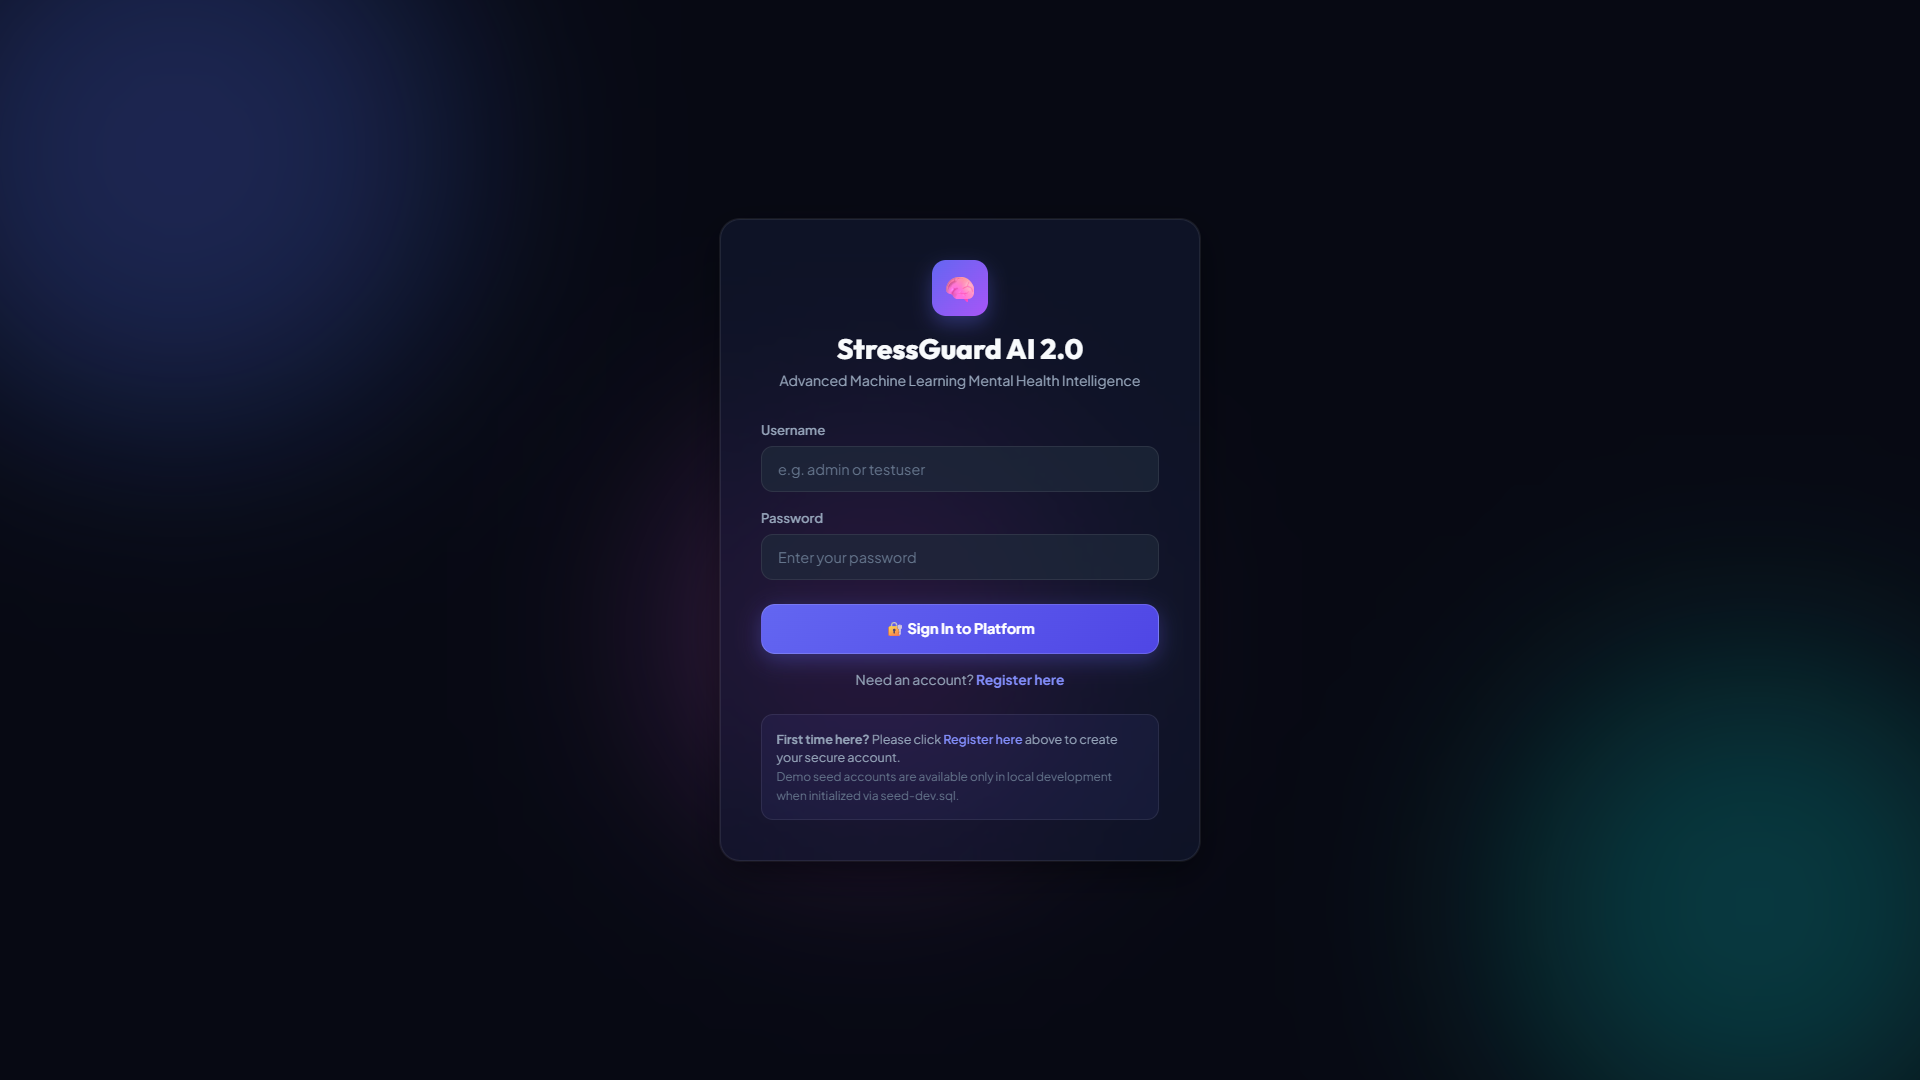 StressGuard AI 2.0
Advanced Machine Learning Mental Health Intelligence
Username
e.g. admin or testuser
Password
Enter your password
🔐 Sign In to Platform
Need an account? Register here
First time here? Please click Register here above to create
your secure account.
Demo seed accounts are available only in local development
when initialized via seed-dev.sql.